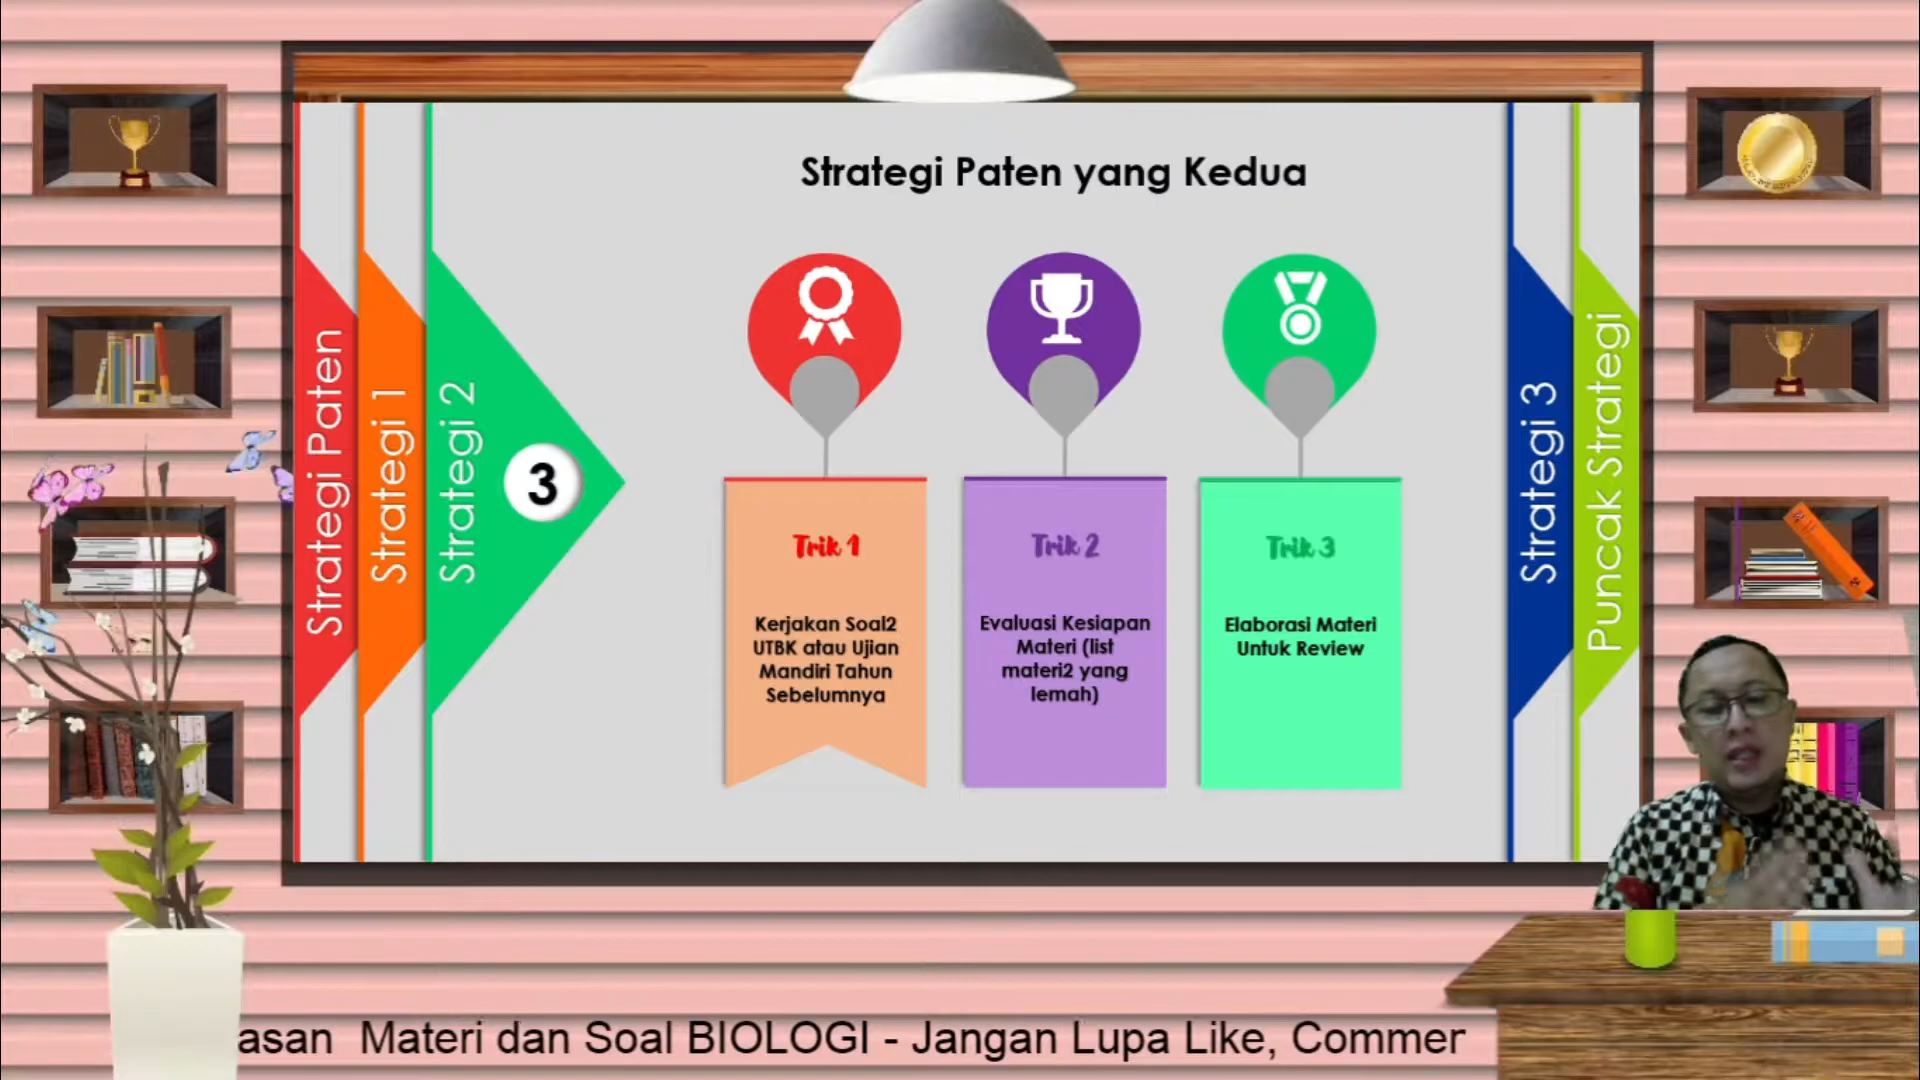 Strategi Paten yang Kedua
Strategi Paten
Strategi 1
Strategi 2
3
Trik 1
Kerjakan Soal2
UTBK atau Ujian
Mandiri Tahun
Sebelumnya
Trik 2
Evaluasi Kesiapan
Materi (list
materi2 yang
lemah)
Trik 3
Elaborasi Materi
Untuk Review
Strategi 3
Puncak Strategi
asan Materi dan Soal BIOLOGI - Jangan Lupa Like, Commer